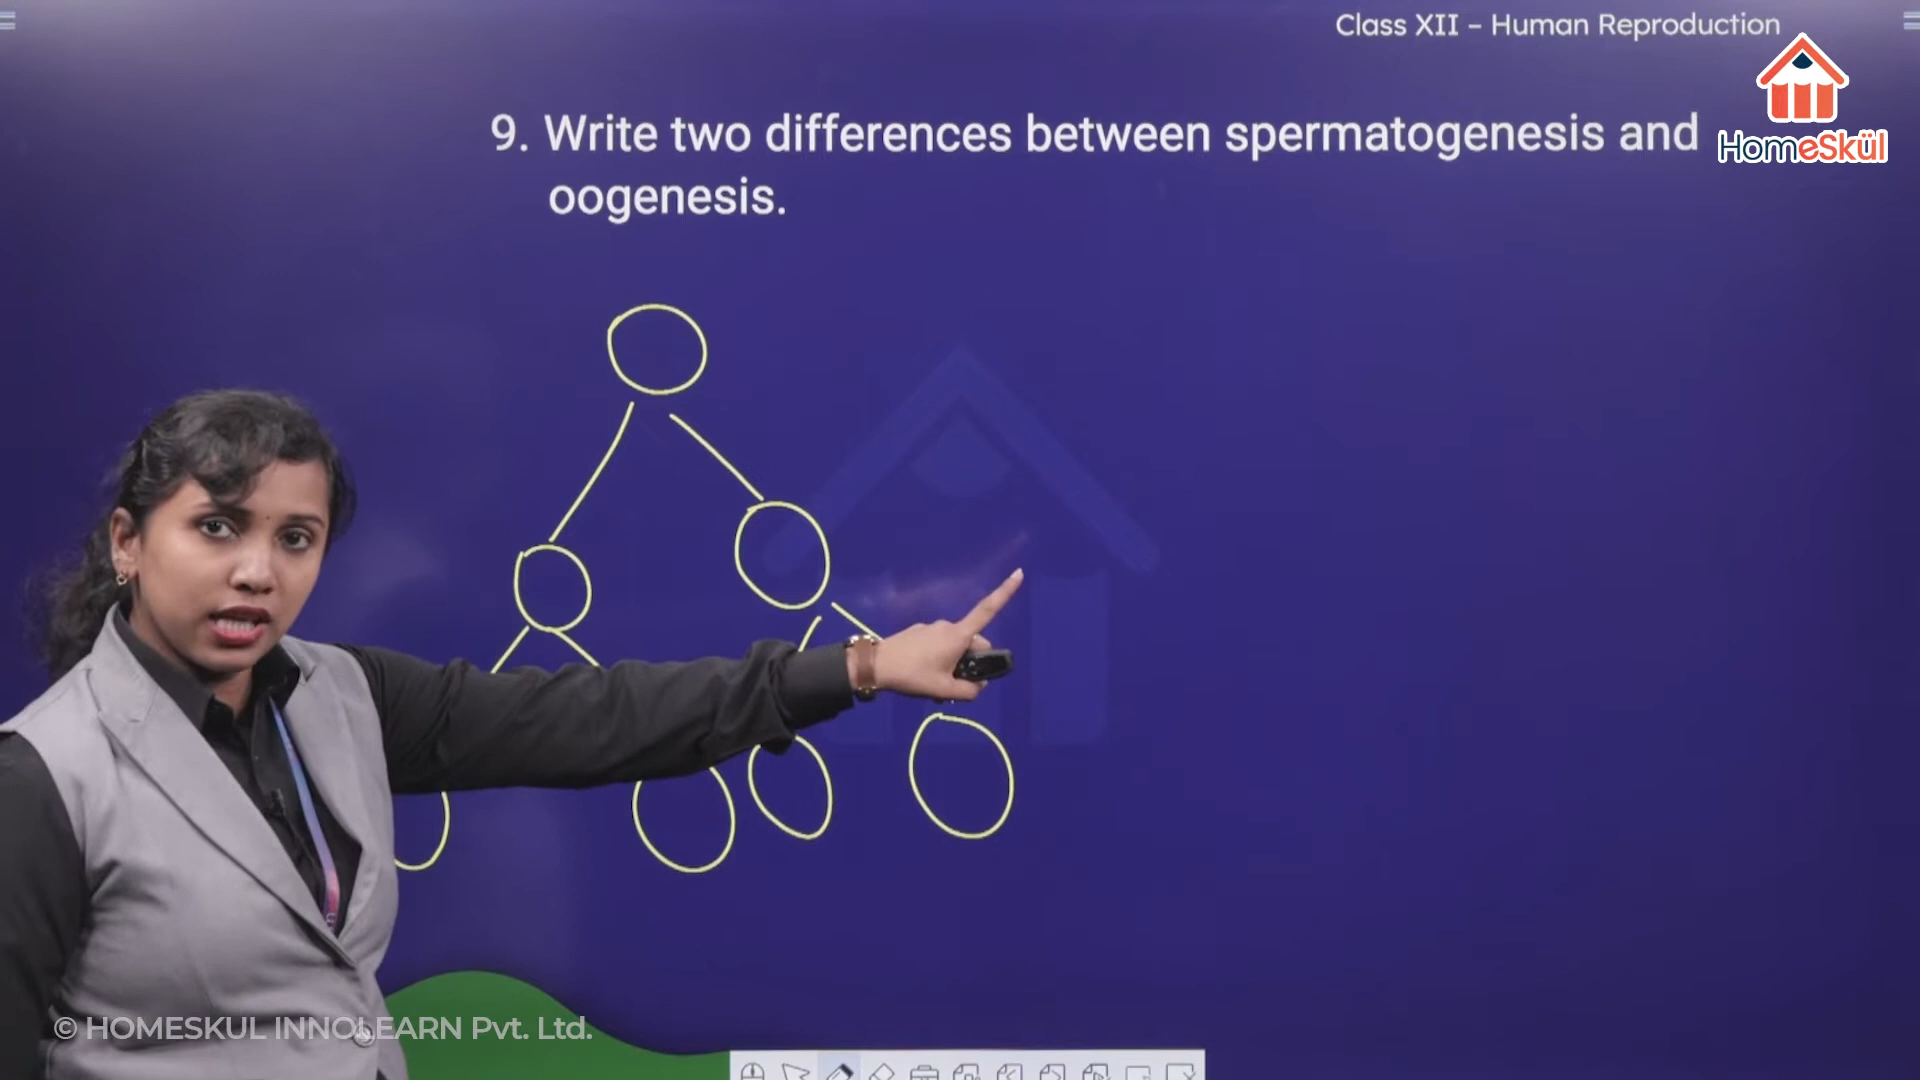 Class XII – Human Reproduction
HomeSkül
9. Write two differences between spermatogenesis and
oogenesis.
© HOMESKUL INNOLEARN Pvt. Ltd.